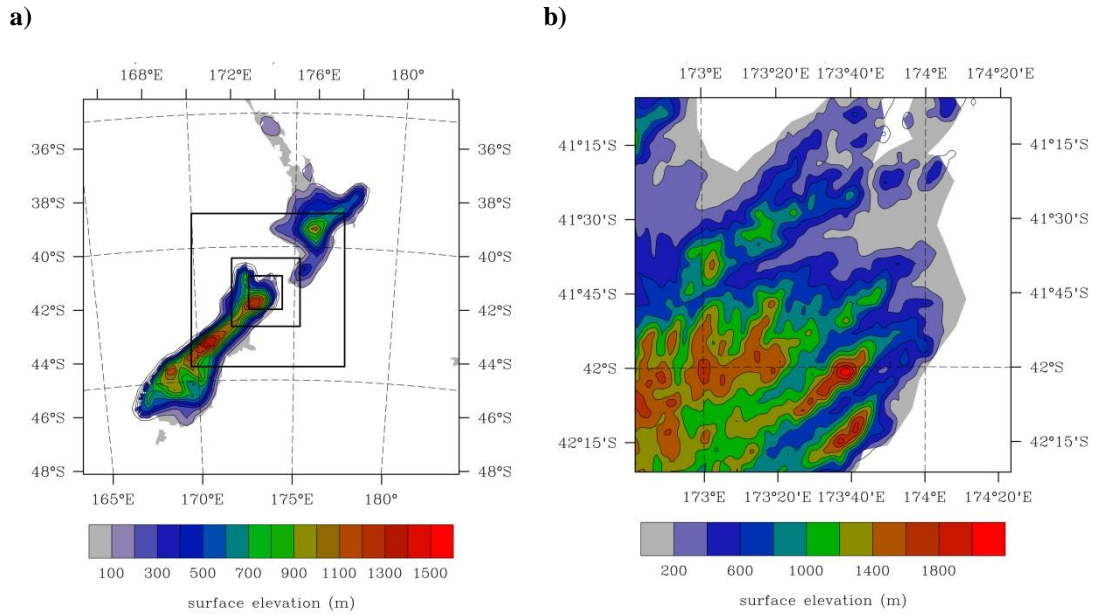 a)
b)
168°E 172°E 176°E 180°
36°S 36°S
38°S 38°S
40°S 40°S
42°S 42°S
44°S 44°S
46°S 46°S
48°S 48°S
165°E 170°E 175°E 180°
100 300 500 700 900 1100 1300 1500
surface elevation (m)
173°E 173°20'E 173°40'E 174°E 174°20'E
41°15'S 41°15'S
41°30'S 41°30'S
41°45'S 41°45'S
42°S 42°S
42°15'S 42°15'S
173°E 173°20'E 173°40'E 174°E 174°20'E
200 600 1000 1400 1800
surface elevation (m)